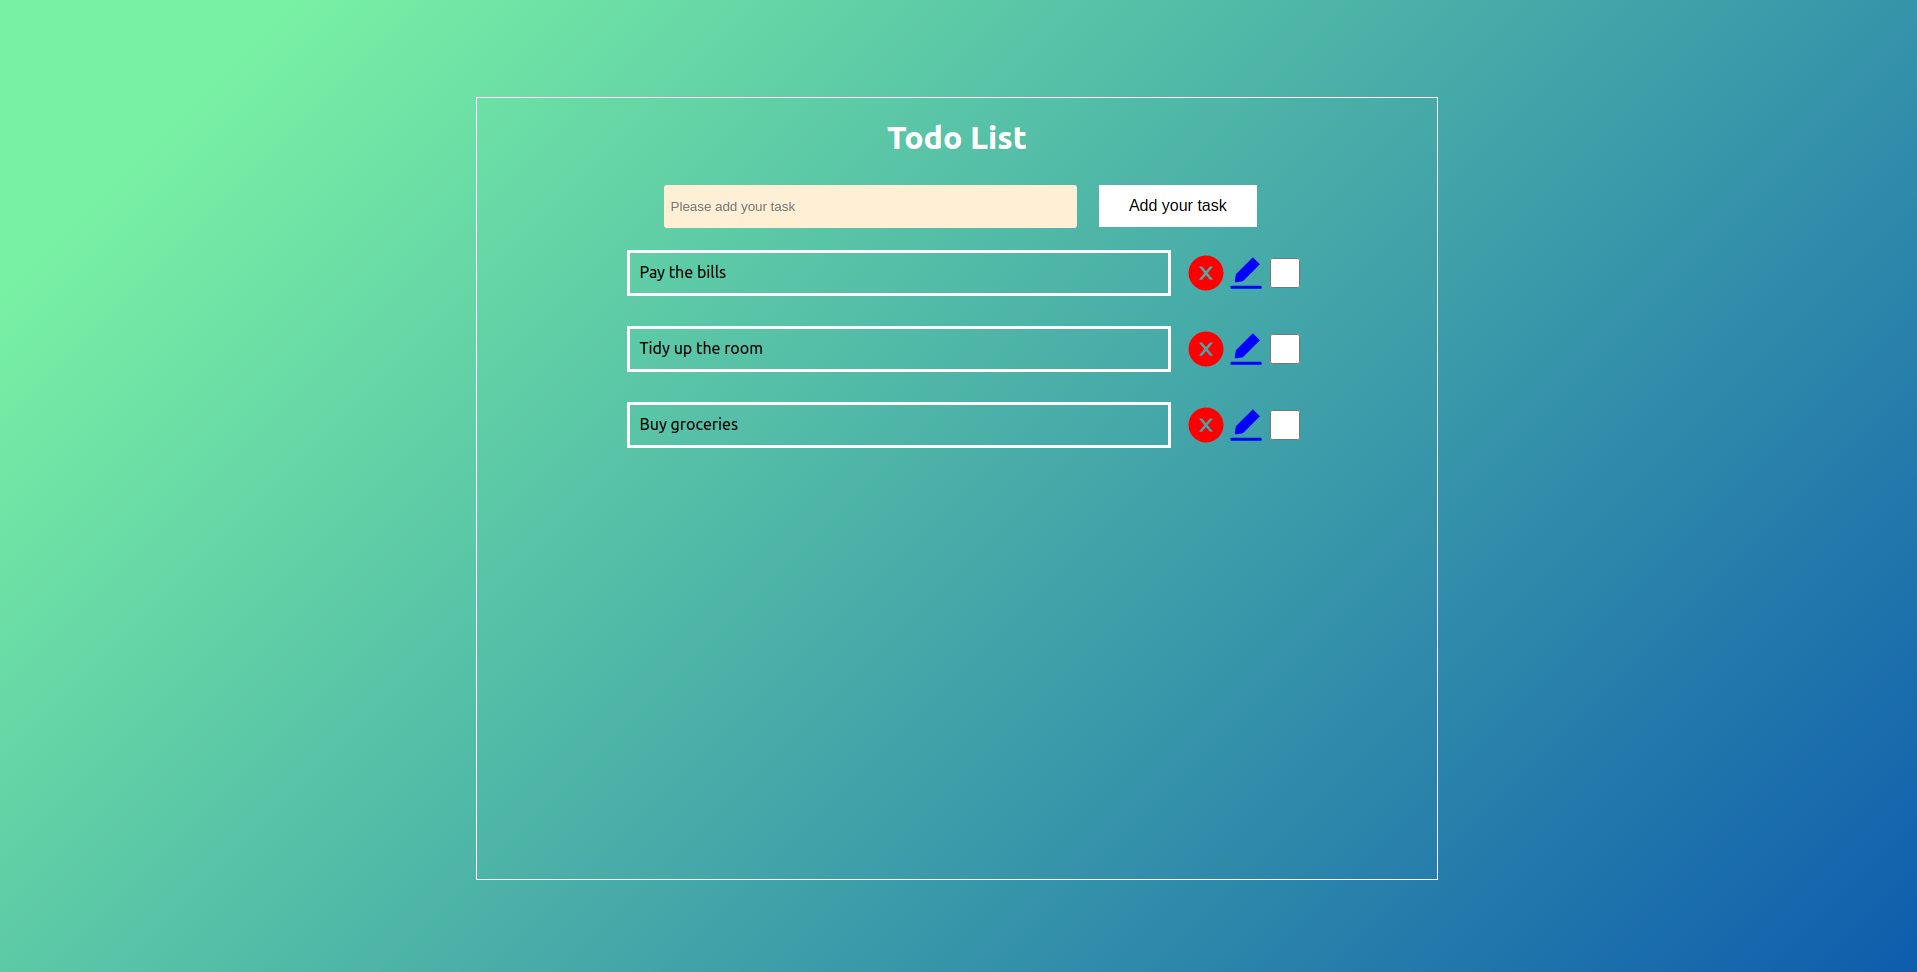 Todo List
Please add your task
Add your task
Pay the bills
Tidy up the room
Buy groceries